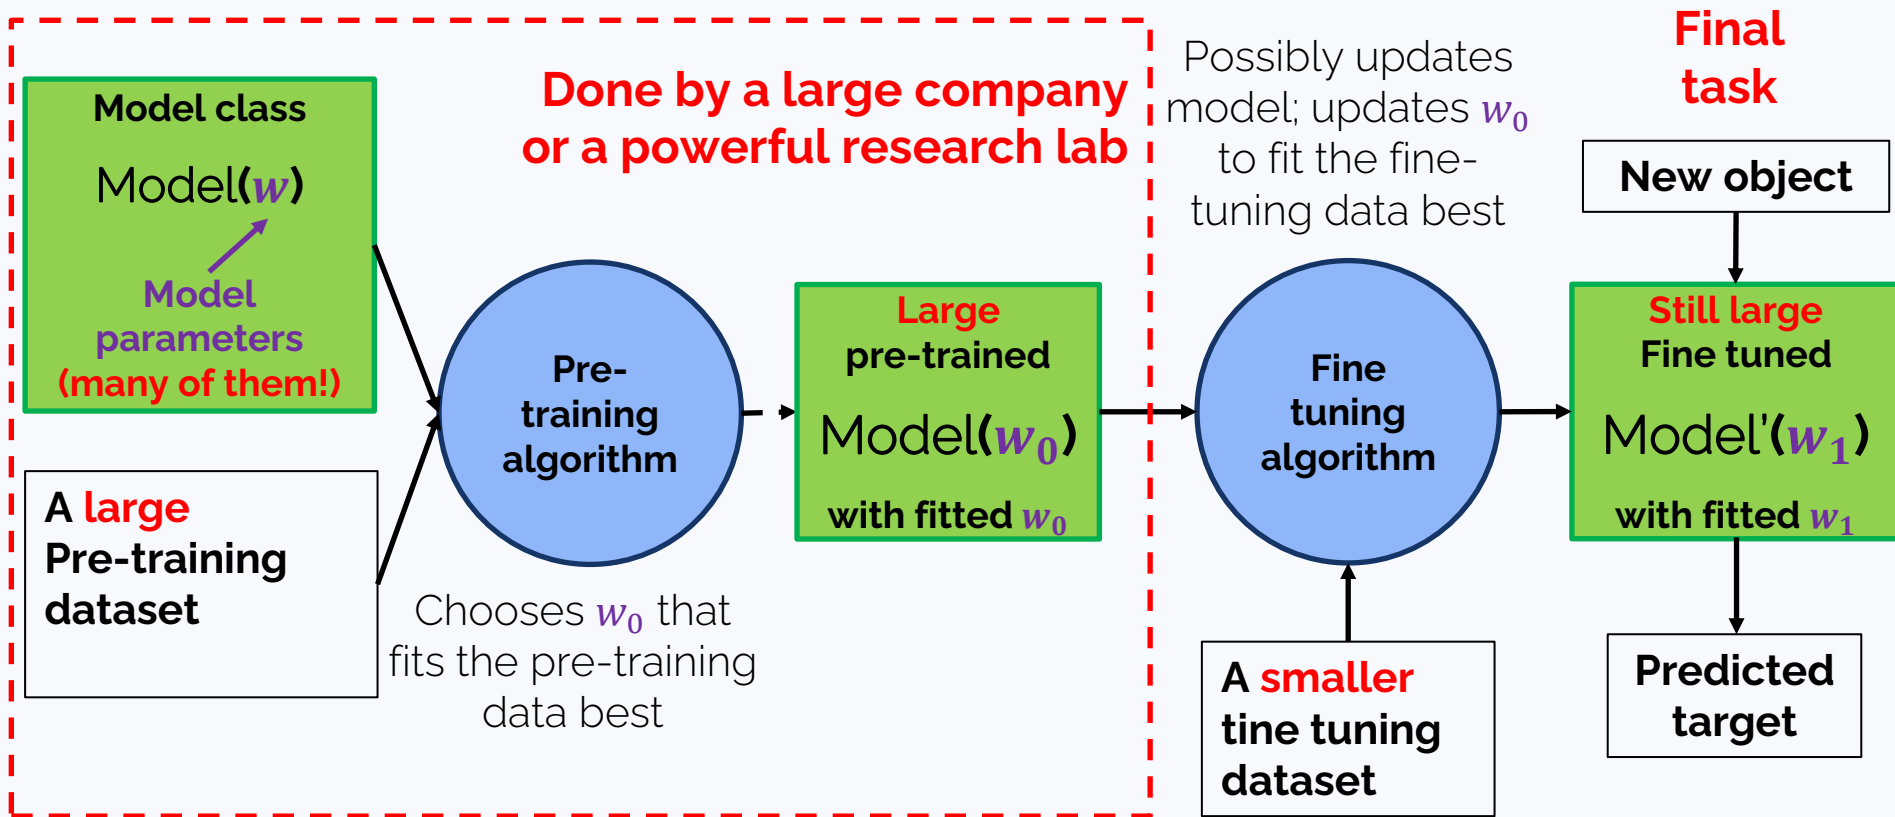 Model class
Model(w)
Model
parameters
(many of them!)
A large
Pre-training
dataset
Done by a large company
or a powerful research lab
Pre-
training
algorithm
Chooses w₀ that
fits the pre-training
data best
Large
pre-trained
Model(w₀)
with fitted w₀
Possibly updates
model; updates w₀
to fit the fine-
tuning data best
Fine
tuning
algorithm
A smaller
tine tuning
dataset
Final
task
New object
Still large
Fine tuned
Model'(w₁)
with fitted w₁
Predicted
target